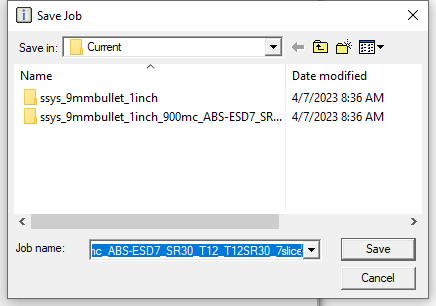 Save Job
Save in: Current
Name Date modified
ssys_9mmbullet_1inch 4/7/2023 8:36 AM
ssys_9mmbullet_1inch_900mc_ABS-ESD7_SR... 4/7/2023 8:36 AM
Job name: mc_ABS-ESD7_SR30_T12_T12SR30_7slice Save
Cancel